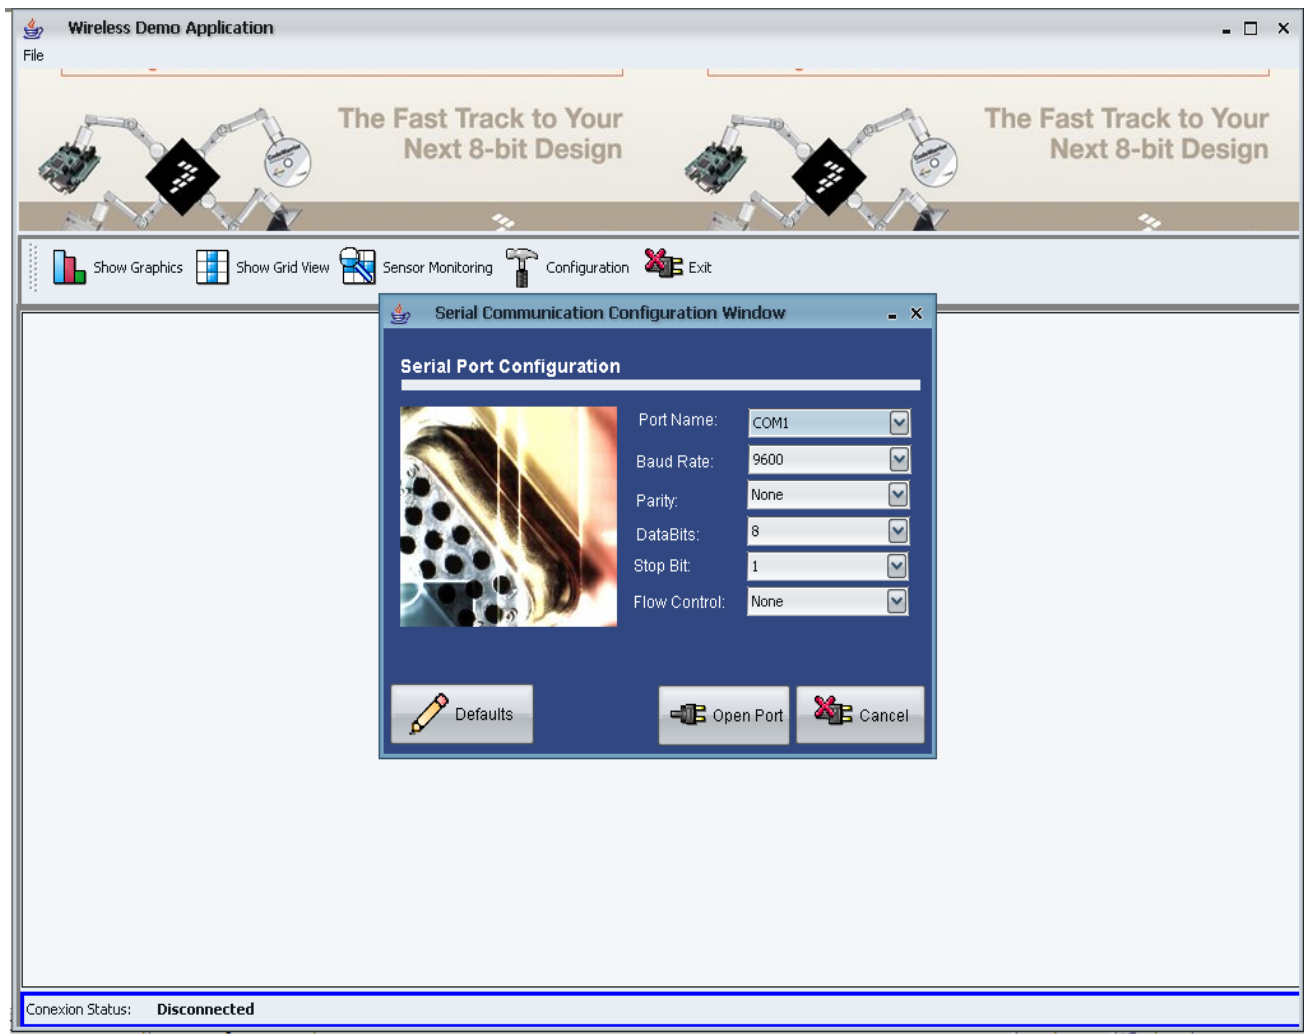 Wireless Demo Application
File
The Fast Track to Your
Next 8-bit Design
The Fast Track to Your
Next 8-bit Design
Show Graphics Show Grid View Sensor Monitoring Configuration Exit
Serial Communication Configuration Window
Serial Port Configuration
Port Name: COM1
Baud Rate: 9600
Parity: None
DataBits: 8
Stop Bit: 1
Flow Control: None
Defaults Open Port Cancel
Conexion Status: Disconnected